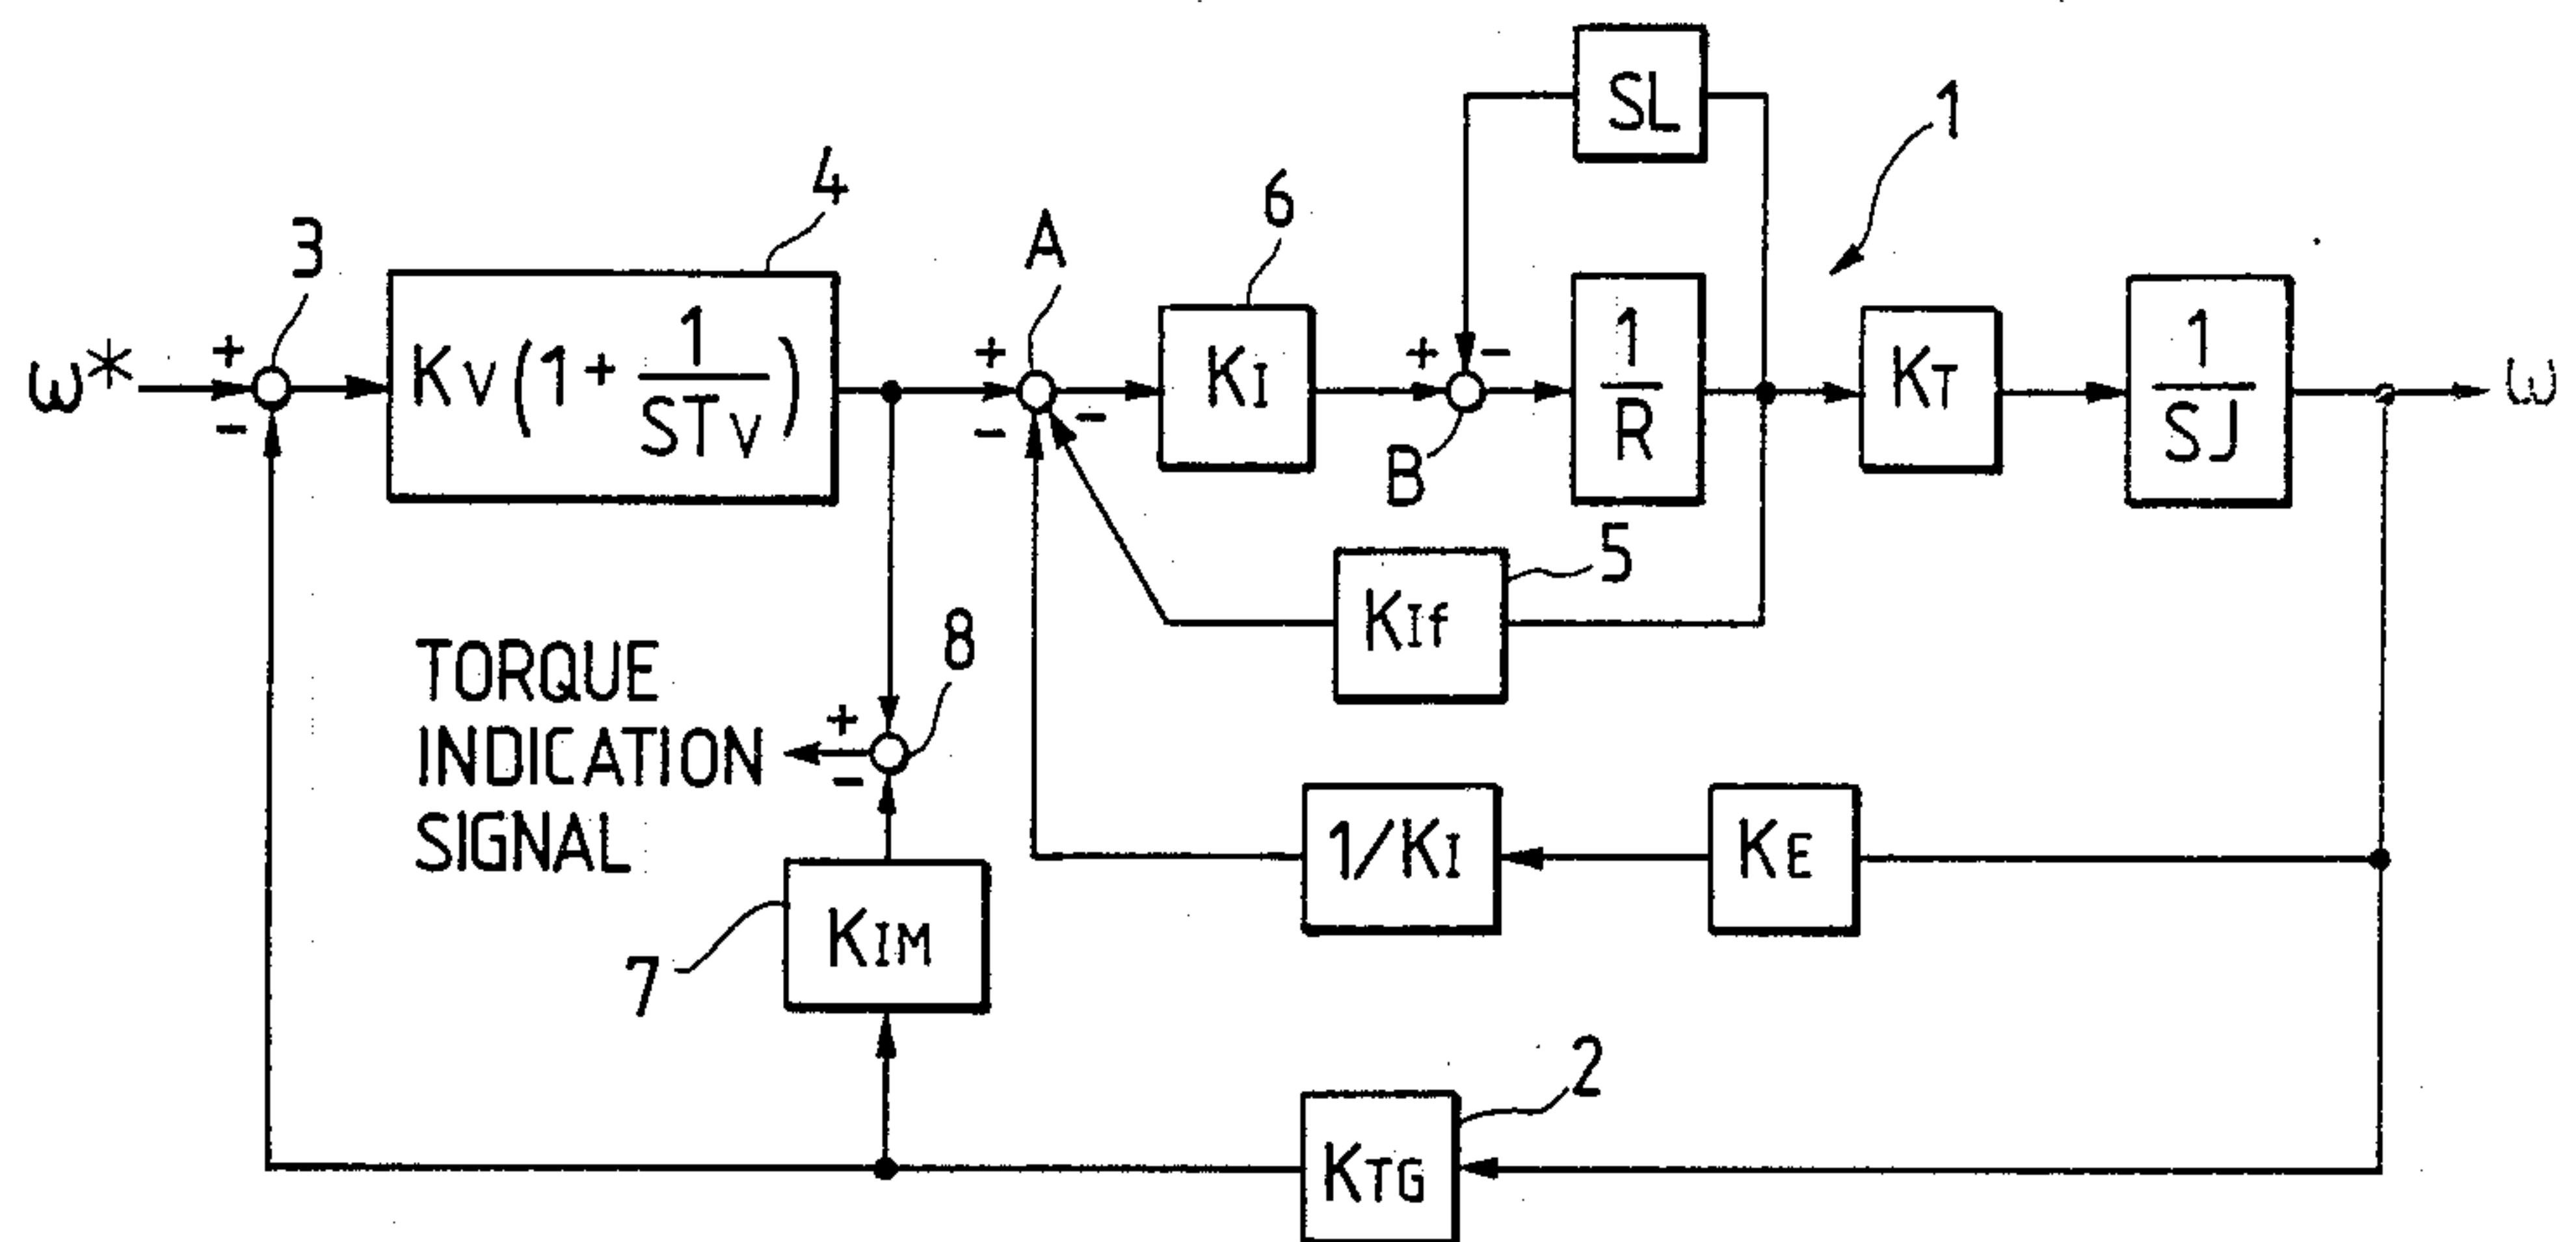 SL
1
4
6
A
3
ω* + -
KV(1 + 1/STV)
+ - -
KI
+ -
B
1/R
KT
1/SJ
ω
5
KIf
8
TORQUE
INDICATION
SIGNAL
+ -
1/KI
KE
7
KIM
2
KTG